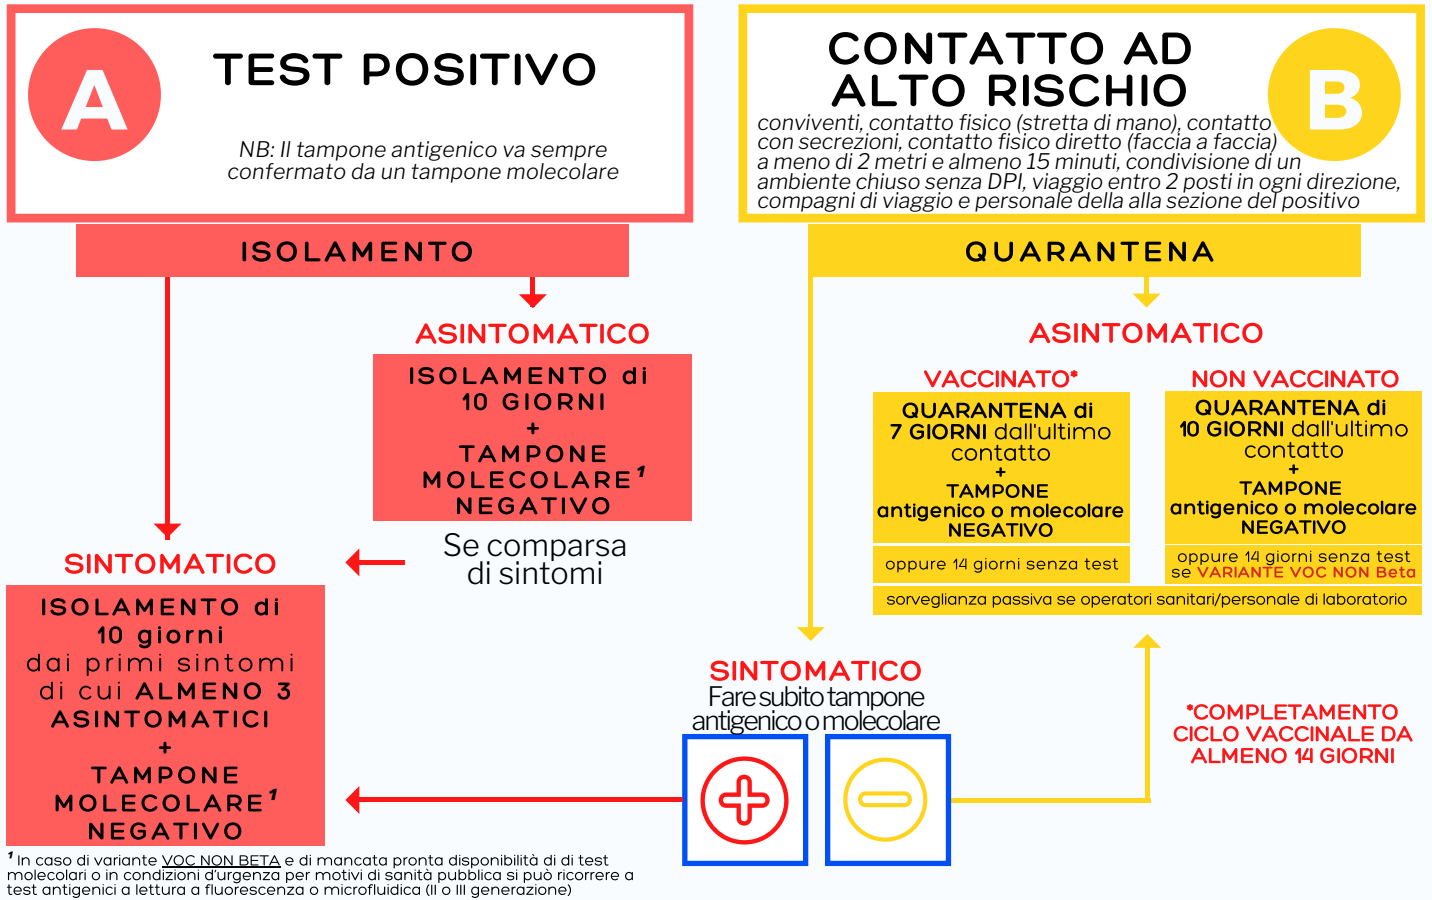 A
TEST POSITIVO
NB: Il tampone antigenico va sempre
confermato da un tampone molecolare
ISOLAMENTO
ASINTOMATICO
ISOLAMENTO di
10 GIORNI
+
TAMPONE
MOLECOLARE¹
NEGATIVO
Se comparsa
di sintomi
SINTOMATICO
ISOLAMENTO di
10 giorni
dai primi sintomi
di cui ALMENO 3
ASINTOMATICI
+
TAMPONE
MOLECOLARE¹
NEGATIVO
¹ In caso di variante VOC NON BETA e di mancata pronta disponibilità di di test
molecolari o in condizioni d'urgenza per motivi di sanità pubblica si può ricorrere a
test antigenici a lettura a fluorescenza o microfluidica (II o III generazione)
CONTATTO AD
ALTO RISCHIO
B
conviventi, contatto fisico (stretta di mano), contatto
con secrezioni, contatto fisico diretto (faccia a faccia)
a meno di 2 metri e almeno 15 minuti, condivisione di un
ambiente chiuso senza DPI, viaggio entro 2 posti in ogni direzione,
compagni di viaggio e personale della alla sezione del positivo
QUARANTENA
ASINTOMATICO
VACCINATO*
QUARANTENA di
7 GIORNI dall'ultimo
contatto
+
TAMPONE
antigenico o molecolare
NEGATIVO
oppure 14 giorni senza test
NON VACCINATO
QUARANTENA di
10 GIORNI dall'ultimo
contatto
+
TAMPONE
antigenico o molecolare
NEGATIVO
oppure 14 giorni senza test
se VARIANTE VOC NON Beta
sorveglianza passiva se operatori sanitari/personale di laboratorio
SINTOMATICO
Fare subito tampone
antigenico o molecolare
*COMPLETAMENTO
CICLO VACCINALE DA
ALMENO 14 GIORNI